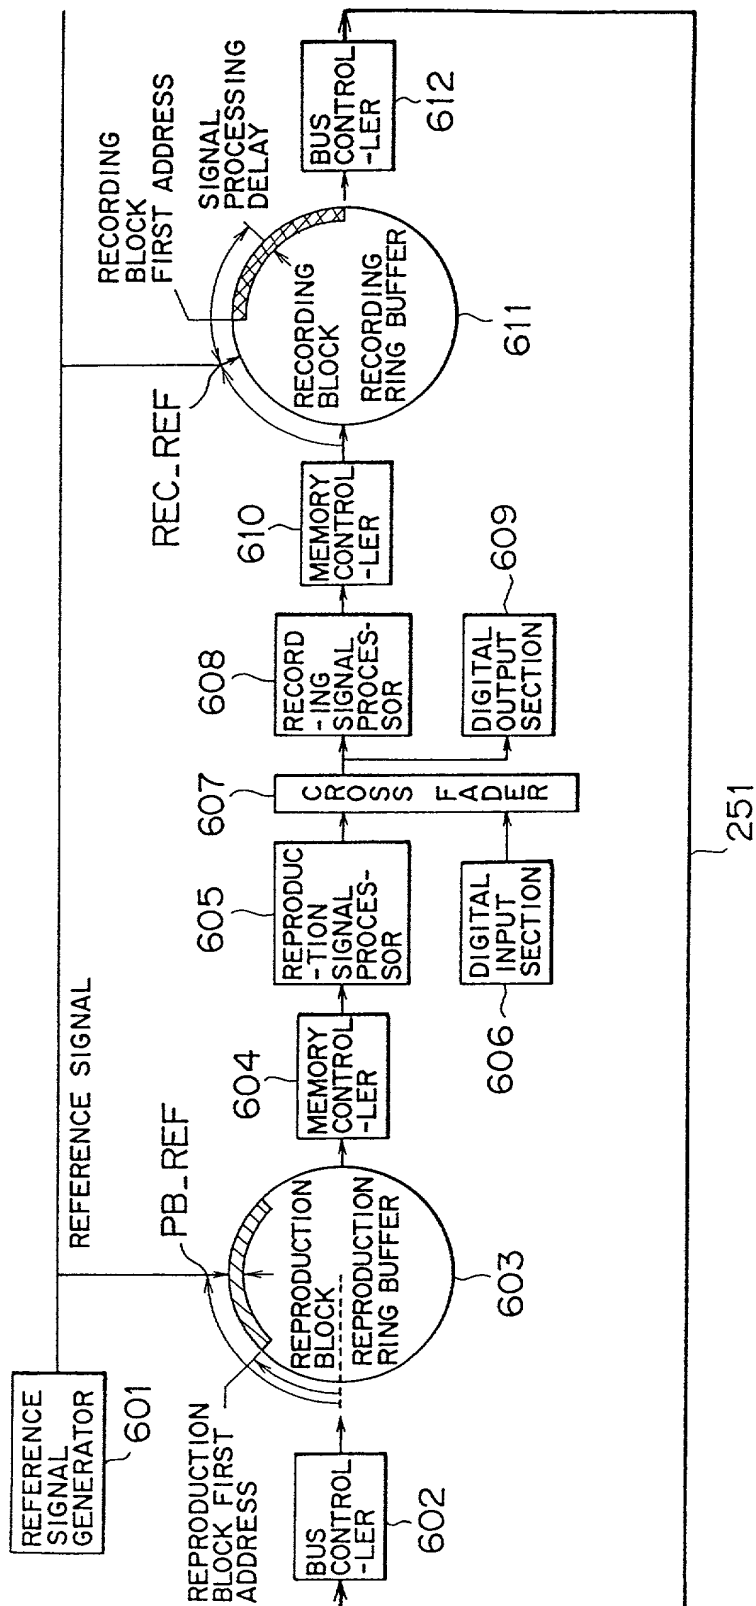 REFERENCE
SIGNAL
GENERATOR
601
REFERENCE SIGNAL
REPRODUCTION
BLOCK FIRST
ADDRESS
PB_REF
BUS
CONTROL
-LER
602
REPRODUCTION
BLOCK
REPRODUCTION
RING BUFFER
603
MEMORY
CONTROL
-LER
604
REPRODUC
-TION
SIGNAL
PROCES-
SOR
605
DIGITAL
INPUT
SECTION
606
CROSS FADER
607
RECORD
-ING
SIGNAL
PROCES-
SOR
608
DIGITAL
OUTPUT
SECTION
609
MEMORY
CONTROL
-LER
610
REC_REF
RECORDING
BLOCK
FIRST ADDRESS
SIGNAL
PROCESSING
DELAY
RECORDING
BLOCK
RECORDING
RING BUFFER
611
BUS
CONTROL
-LER
612
251